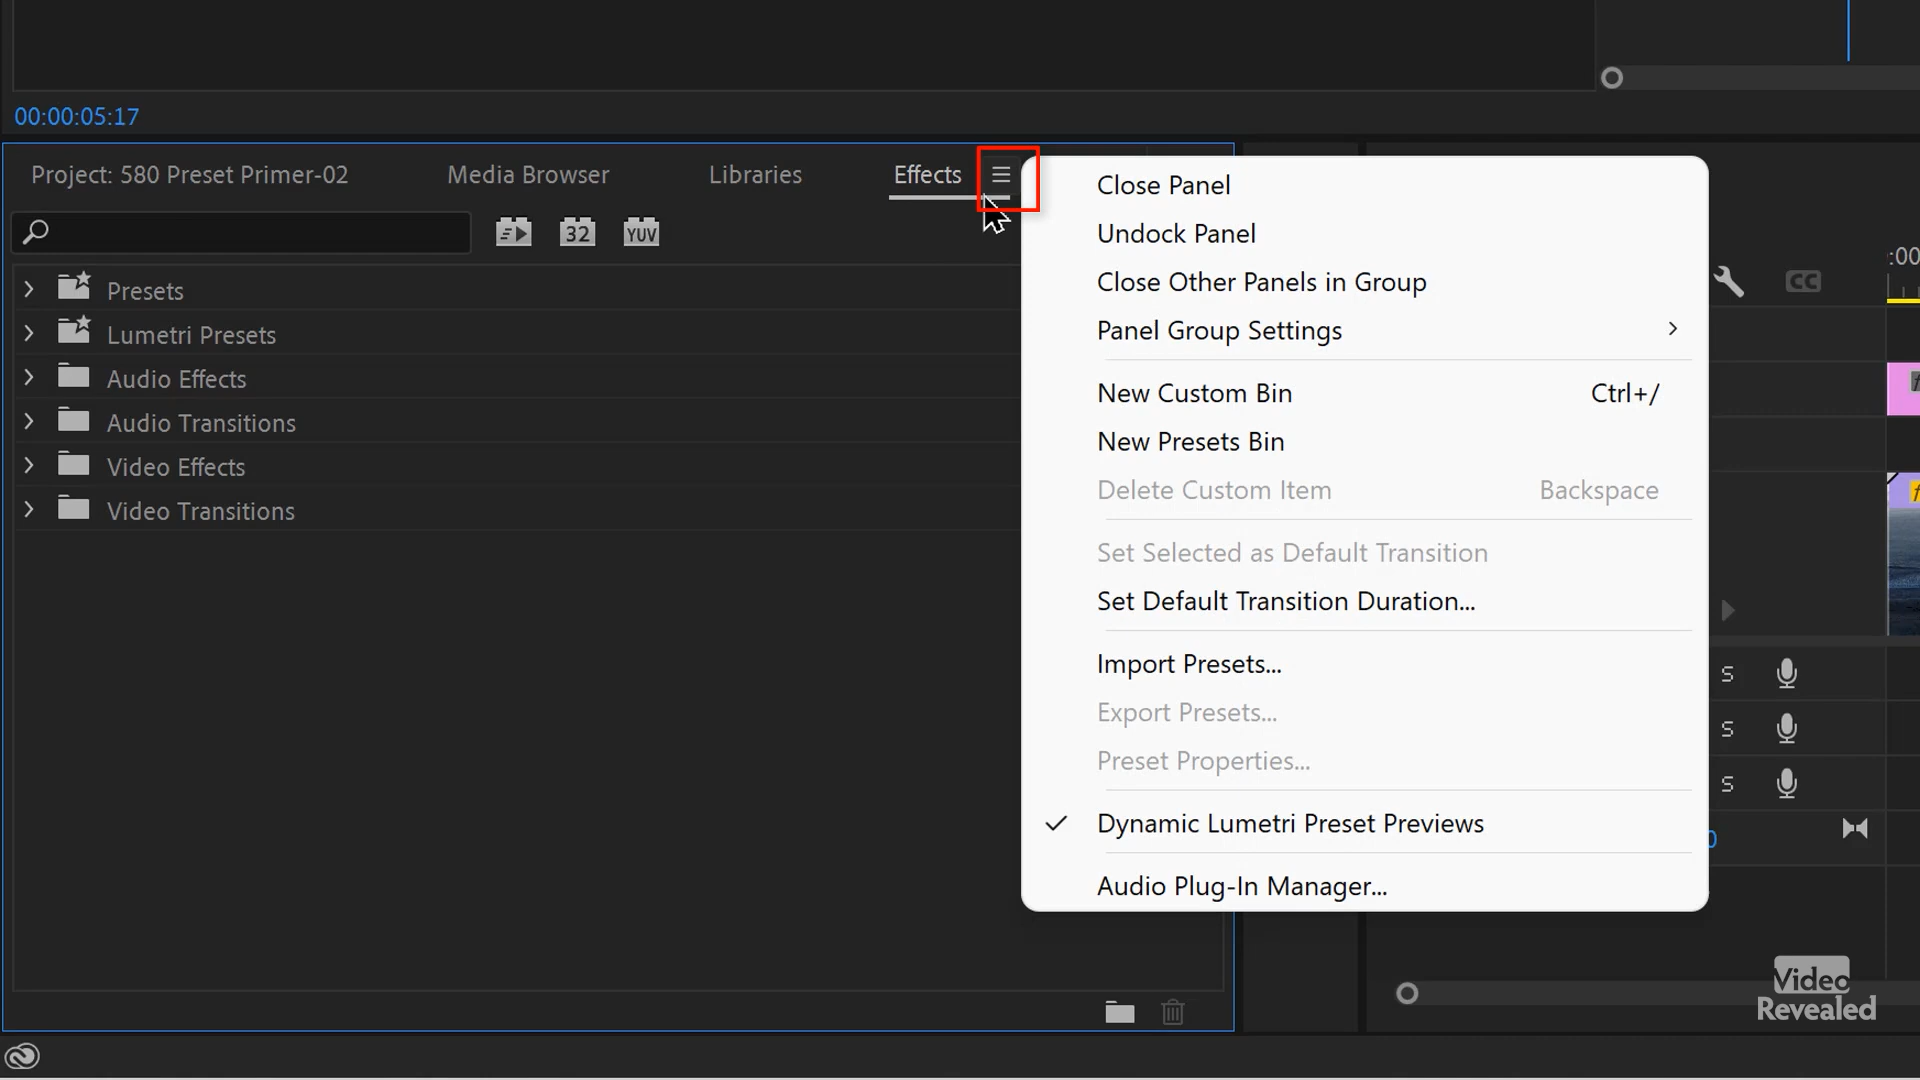 00:00:05:17
Project: 580 Preset Primer-02
Media Browser
Libraries
Effects
32
YUV
Presets
Lumetri Presets
Audio Effects
Audio Transitions
Video Effects
Video Transitions
Close Panel
Undock Panel
Close Other Panels in Group
Panel Group Settings
New Custom Bin Ctrl+/
New Presets Bin
Delete Custom Item Backspace
Set Selected as Default Transition
Set Default Transition Duration...
Import Presets...
Export Presets...
Preset Properties...
Dynamic Lumetri Preset Previews
Audio Plug-In Manager...
:00
CC
S
S
S
0
Video
Revealed